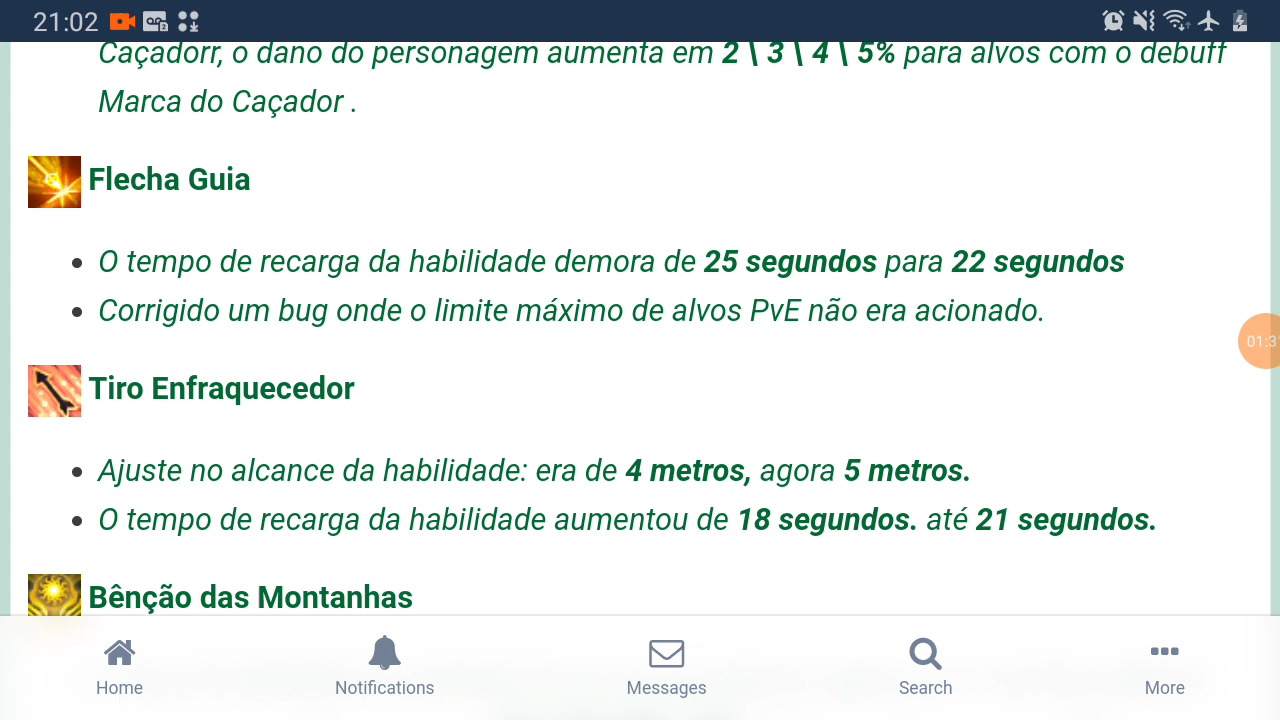 21:02
Caçadorr, o dano do personagem aumenta em 2 \ 3 \ 4 \ 5% para alvos com o debuff
Marca do Caçador .
Flecha Guia
O tempo de recarga da habilidade demora de 25 segundos para 22 segundos
Corrigido um bug onde o limite máximo de alvos PvE não era acionado.
01:31
Tiro Enfraquecedor
Ajuste no alcance da habilidade: era de 4 metros, agora 5 metros.
O tempo de recarga da habilidade aumentou de 18 segundos. até 21 segundos.
Bênção das Montanhas
Home Notifications Messages Search More